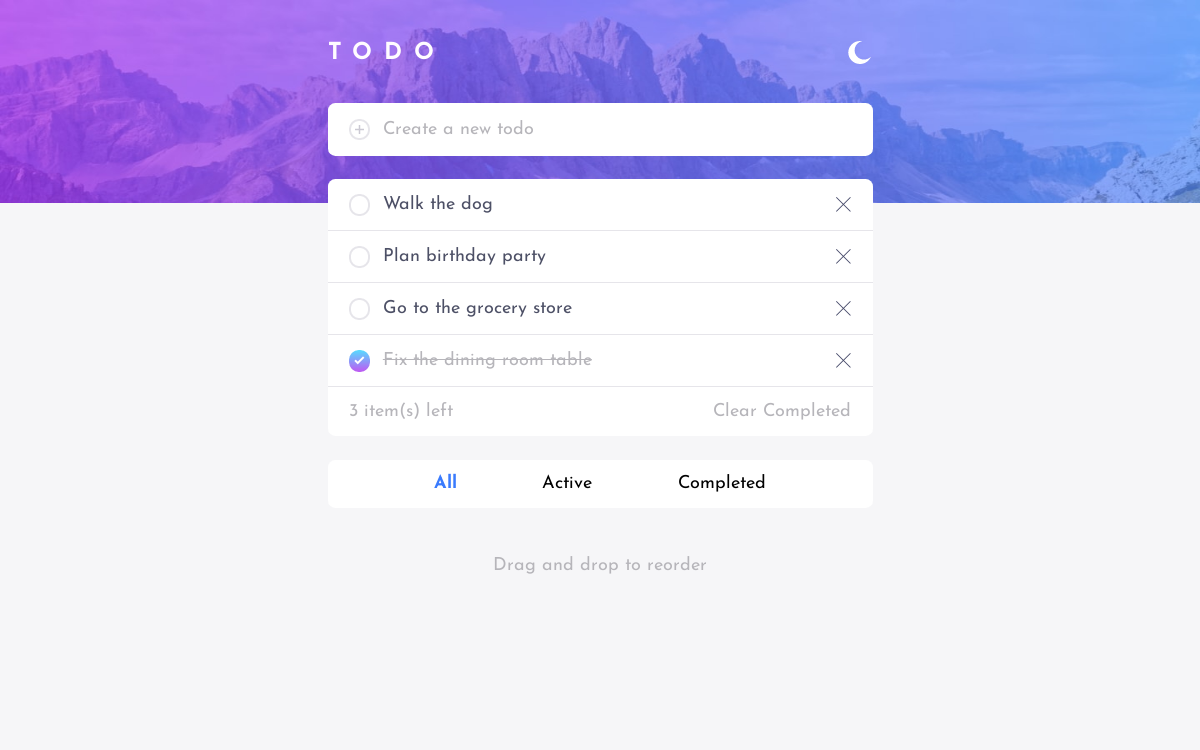 TODO
Create a new todo
Walk the dog
Plan birthday party
Go to the grocery store
Fix the dining room table
3 item(s) left Clear Completed
All Active Completed
Drag and drop to reorder